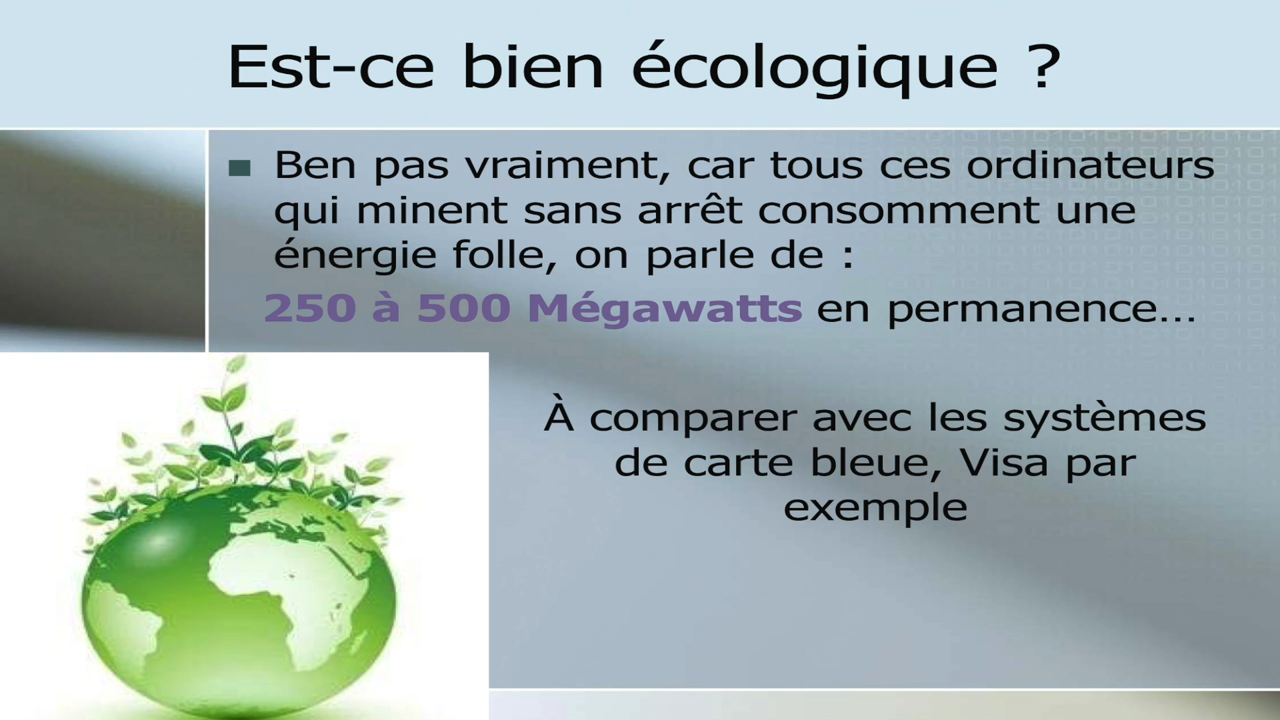 Est-ce bien écologique ?
Ben pas vraiment, car tous ces ordinateurs
qui minent sans arrêt consomment une
énergie folle, on parle de :
250 à 500 Mégawatts en permanence…
À comparer avec les systèmes
de carte bleue, Visa par
exemple